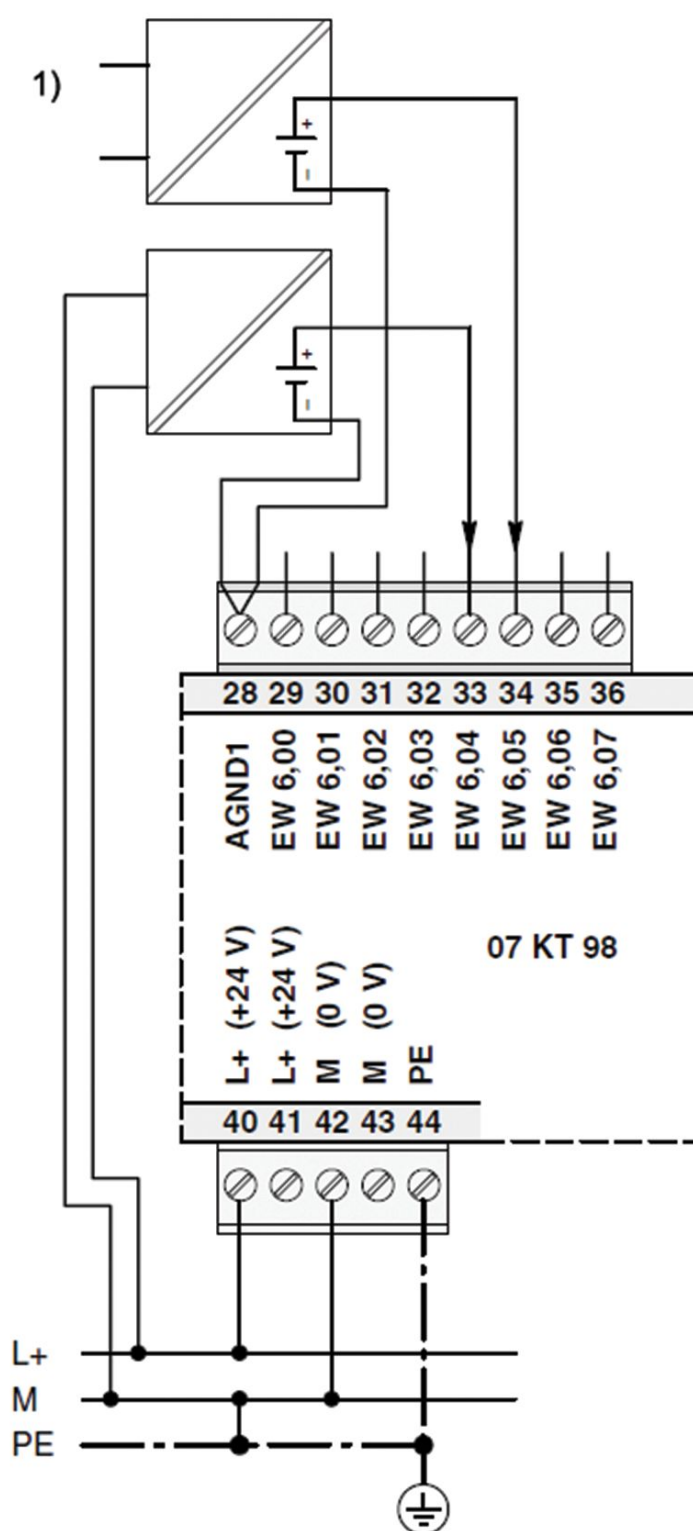 1)
+
–
+
–
28 29 30 31 32 33 34 35 36
AGND1
EW 6,00
EW 6,01
EW 6,02
EW 6,03
EW 6,04
EW 6,05
EW 6,06
EW 6,07
07 KT 98
L+ (+24 V)
L+ (+24 V)
M (0 V)
M (0 V)
PE
40 41 42 43 44
L+
M
PE